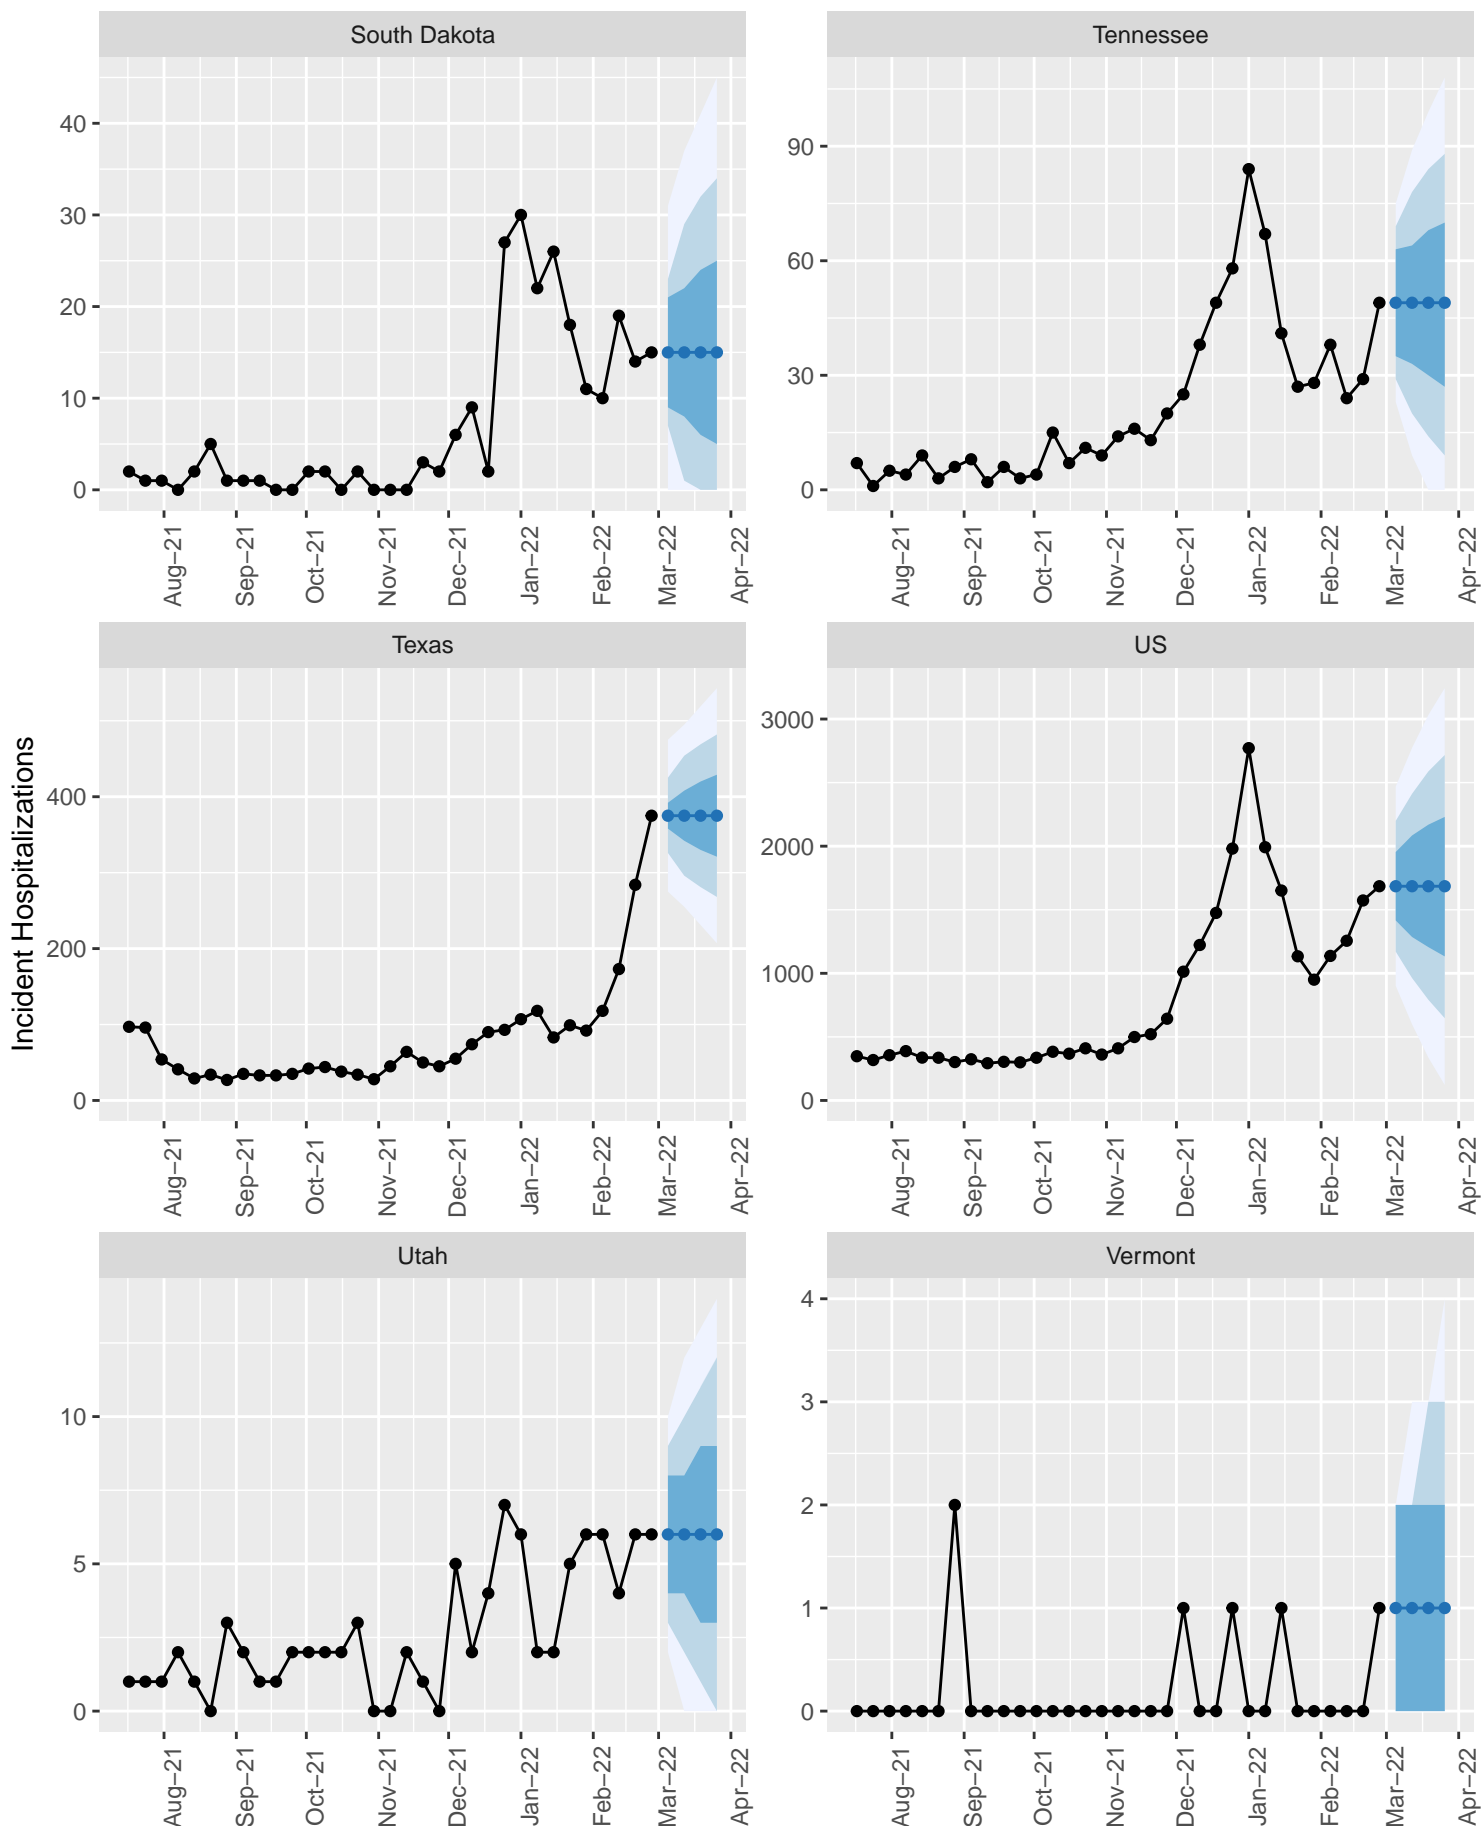 South Dakota
Tennessee
40
30
20
10
0
90
60
30
0
Aug−21
Sep−21
Oct−21
Nov−21
Dec−21
Jan−22
Feb−22
Mar−22
Apr−22
Aug−21
Sep−21
Oct−21
Nov−21
Dec−21
Jan−22
Feb−22
Mar−22
Apr−22
Incident Hospitalizations
Texas
US
400
200
0
3000
2000
1000
0
Aug−21
Sep−21
Oct−21
Nov−21
Dec−21
Jan−22
Feb−22
Mar−22
Apr−22
Aug−21
Sep−21
Oct−21
Nov−21
Dec−21
Jan−22
Feb−22
Mar−22
Apr−22
Utah
Vermont
10
5
0
4
3
2
1
0
Aug−21
Sep−21
Oct−21
Nov−21
Dec−21
Jan−22
Feb−22
Mar−22
Apr−22
Aug−21
Sep−21
Oct−21
Nov−21
Dec−21
Jan−22
Feb−22
Mar−22
Apr−22